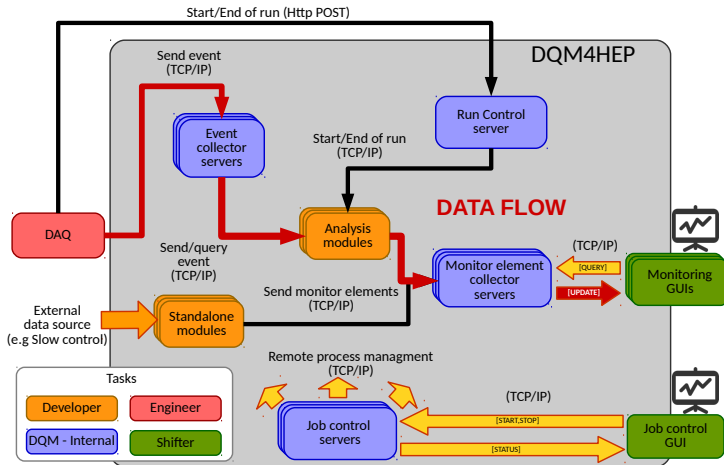 Start/End of run (Http POST)
DQM4HEP
Send event
(TCP/IP)
Run Control
server
Event
collector
servers
Start/End of run
(TCP/IP)
DATA FLOW
DAQ
Analysis
modules
Send/query
event
(TCP/IP)
(TCP/IP)
Monitor element
collector
servers
[QUERY]
[UPDATE]
Monitoring
GUIs
Send monitor elements
(TCP/IP)
External
data source
(e.g Slow control)
Standalone
modules
Remote process managment
(TCP/IP)
Tasks
Developer
Engineer
DQM - Internal
Shifter
Job control
servers
(TCP/IP)
[START,STOP]
[STATUS]
Job control
GUI